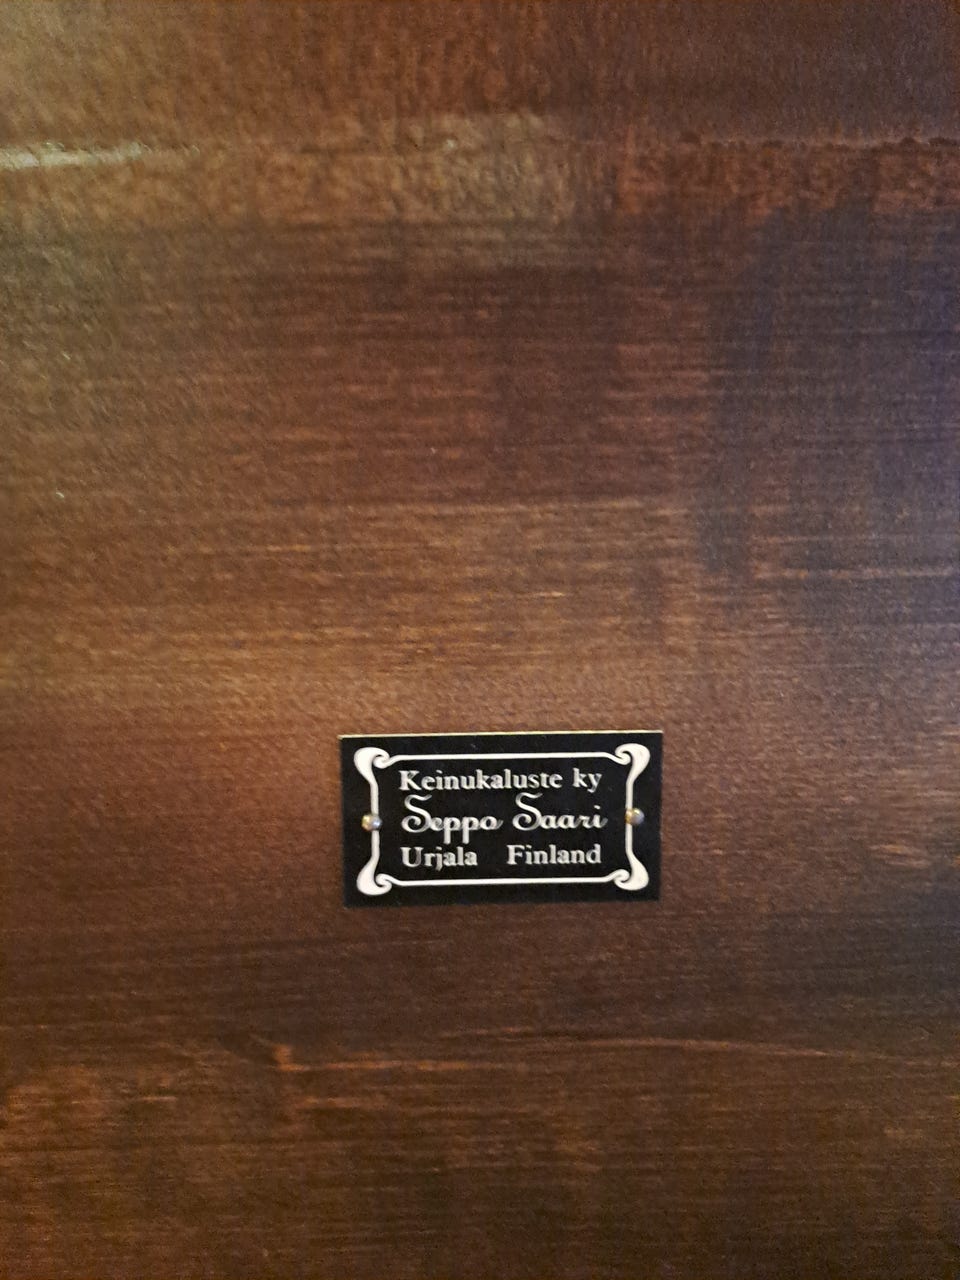 Keinukaluste ky
Seppo Saari
Urjala Finland